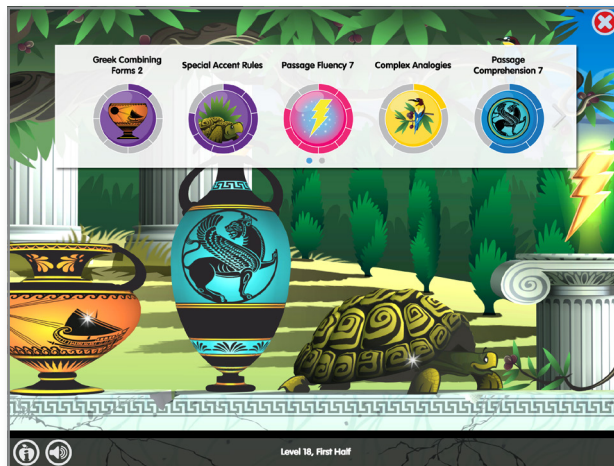 Greek Combining
Forms 2
Special Accent Rules
Passage Fluency 7
Complex Analogies
Passage
Comprehension 7
Level 18, First Half